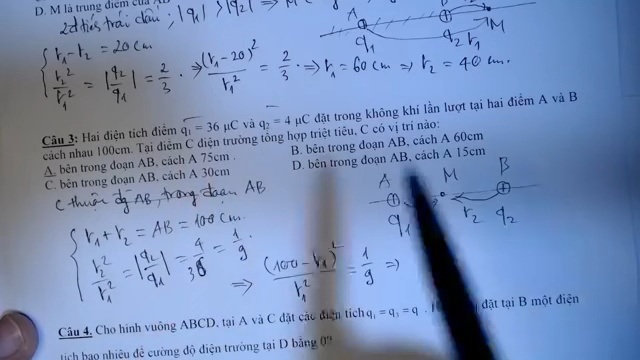 D. M là trung điểm của AB
2đ tích trái dấu; |q₁| > |q₂| ⇒ M
A B M
q₁ r₂ q₂
{ r₁ - r₂ = 20 cm
r₂²/r₁² = |q₂/q₁| = 2/3 ⇒ (r₁ - 20)²/r₁² = 2/3 ⇒ r₁ = 60 cm ⇒ r₂ = 40 cm.
Câu 3: Hai điện tích điểm q₁ = 36 μC và q₂ = 4 μC đặt trong không khí lần lượt tại hai điểm A và B
cách nhau 100cm. Tại điểm C điện trường tổng hợp triệt tiêu, C có vị trí nào:
A. bên trong đoạn AB, cách A 75cm. B. bên trong đoạn AB, cách A 60cm
C. bên trong đoạn AB, cách A 30cm D. bên trong đoạn AB, cách A 15cm
C thuộc đg AB, trong đoạn AB
A M B
q₁ r₂ q₂
{ r₁ + r₂ = AB = 100 cm.
r₂²/r₁² = |q₂/q₁| = 4/36 = 1/9.
⇒ (100 - r₁)²/r₁² = 1/9 ⇒
Câu 4. Cho hình vuông ABCD, tại A và C đặt các điện tích q₁ = q₃ = q. đặt tại B một điện
tích bao nhiêu để cường độ điện trường tại D bằng